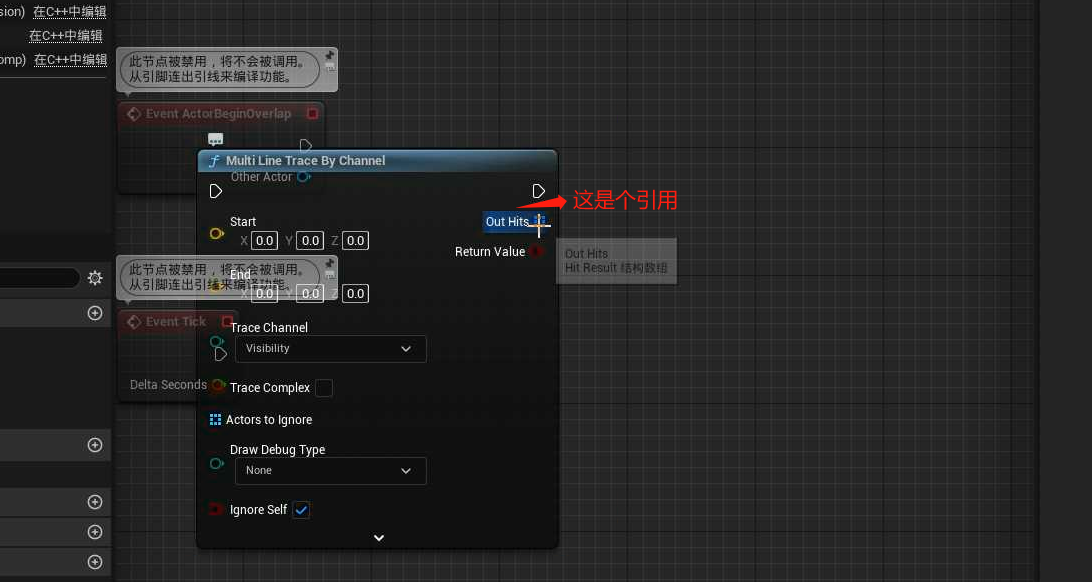 sion) 在C++中编辑
在C++中编辑
omp) 在C++中编辑
此节点被禁用，将不会被调用。
从引脚连出引线来编译功能。
Event ActorBeginOverlap
Multi Line Trace By Channel
Other Actor
这是个引用
Start
Out Hits
X 0.0 Y 0.0 Z 0.0
Return Value
Out Hits
Hit Result 结构数组
此节点被禁用，将不会被调用。
从引脚连出引线来编译功能。
End
X 0.0 Y 0.0 Z 0.0
Event Tick
Trace Channel
Visibility
Delta Seconds
Trace Complex
Actors to Ignore
Draw Debug Type
None
Ignore Self